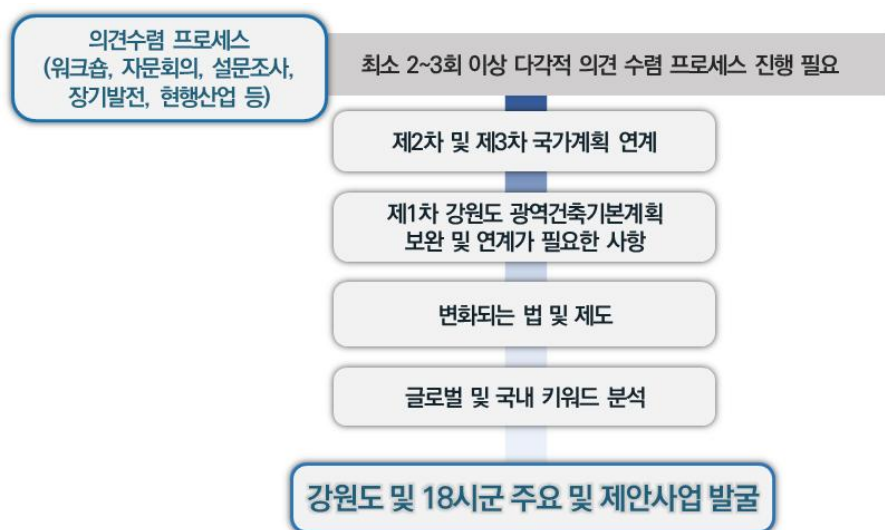 의견수렴 프로세스
(워크숍, 자문회의, 설문조사,
장기발전, 현행산업 등)
최소 2~3회 이상 다각적 의견 수렴 프로세스 진행 필요
제2차 및 제3차 국가계획 연계
제1차 강원도 광역건축기본계획
보완 및 연계가 필요한 사항
변화되는 법 및 제도
글로벌 및 국내 키워드 분석
강원도 및 18시군 주요 및 제안사업 발굴